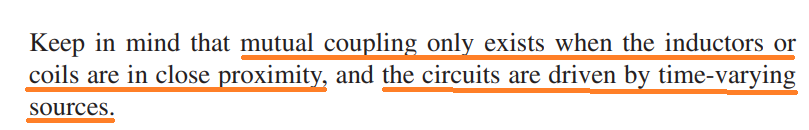 Keep in mind that mutual coupling only exists when the inductors or
coils are in close proximity, and the circuits are driven by time-varying
sources.